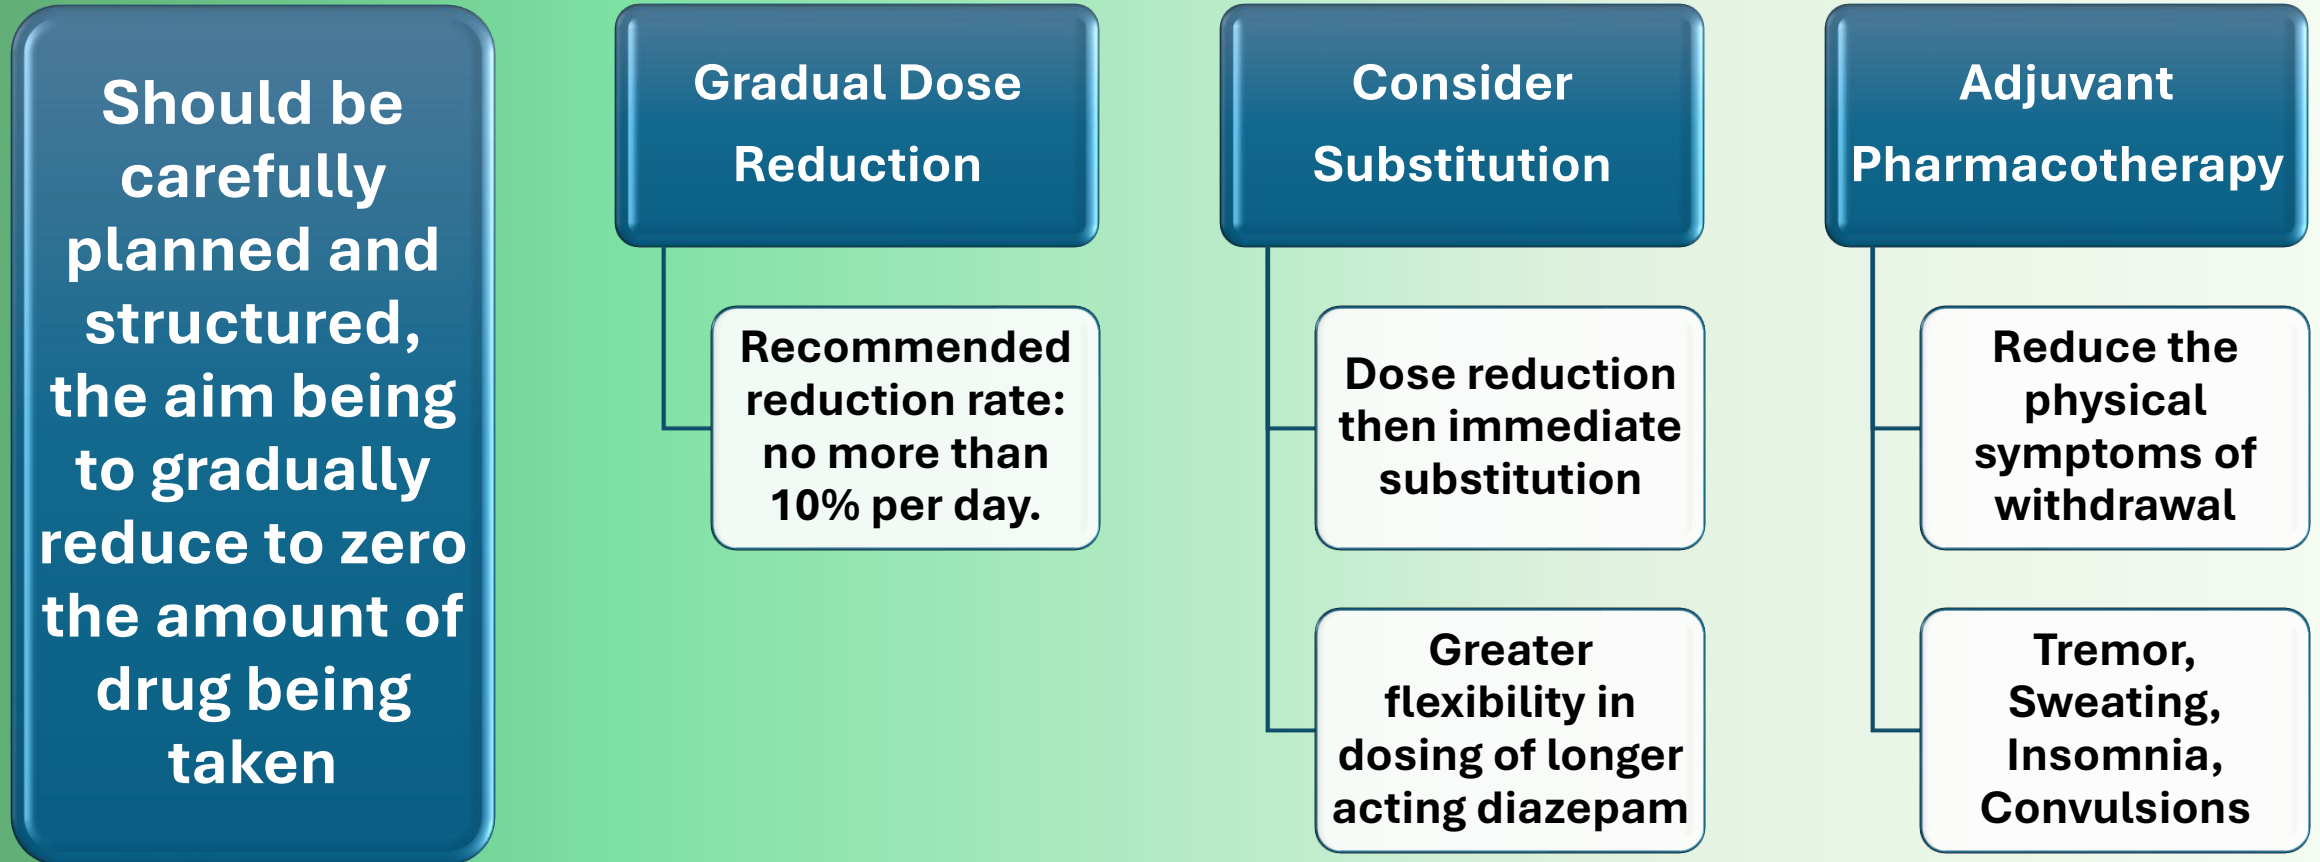 Should be
carefully
planned and
structured,
the aim being
to gradually
reduce to zero
the amount of
drug being
taken
Gradual Dose
Reduction
Recommended
reduction rate:
no more than
10% per day.
Consider
Substitution
Dose reduction
then immediate
substitution
Greater
flexibility in
dosing of longer
acting diazepam
Adjuvant
Pharmacotherapy
Reduce the
physical
symptoms of
withdrawal
Tremor,
Sweating,
Insomnia,
Convulsions